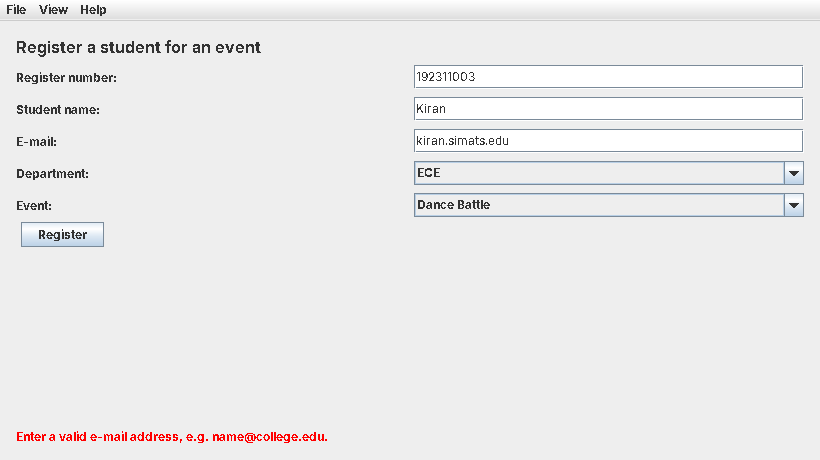 File View Help
Register a student for an event
Register number: 192311003
Student name: Kiran
E-mail: kiran.simats.edu
Department: ECE
Event: Dance Battle
Register
Enter a valid e-mail address, e.g. name@college.edu.